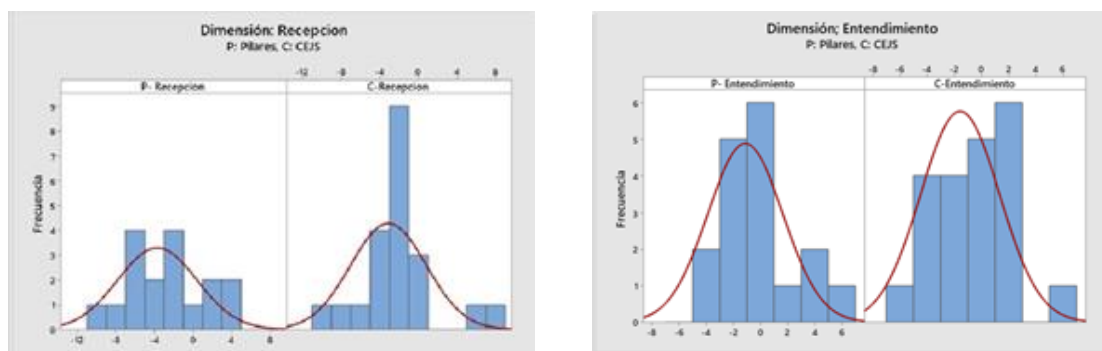 Dimensión: Recepcion
P: Pilares, C: CEJS
-12 -8 -4 0 4 8
P- Recepcion C-Recepcion
9
8
7
6
5
4
3
2
1
0
Frecuencia
-12 -8 -4 0 4 8
Dimensión; Entendimiento
P: Pilares, C: CEJS
-8 -6 -4 -2 0 2 4 6
P- Entendimiento C-Entendimiento
6
5
4
3
2
1
0
Frecuencia
-8 -6 -4 -2 0 2 4 6